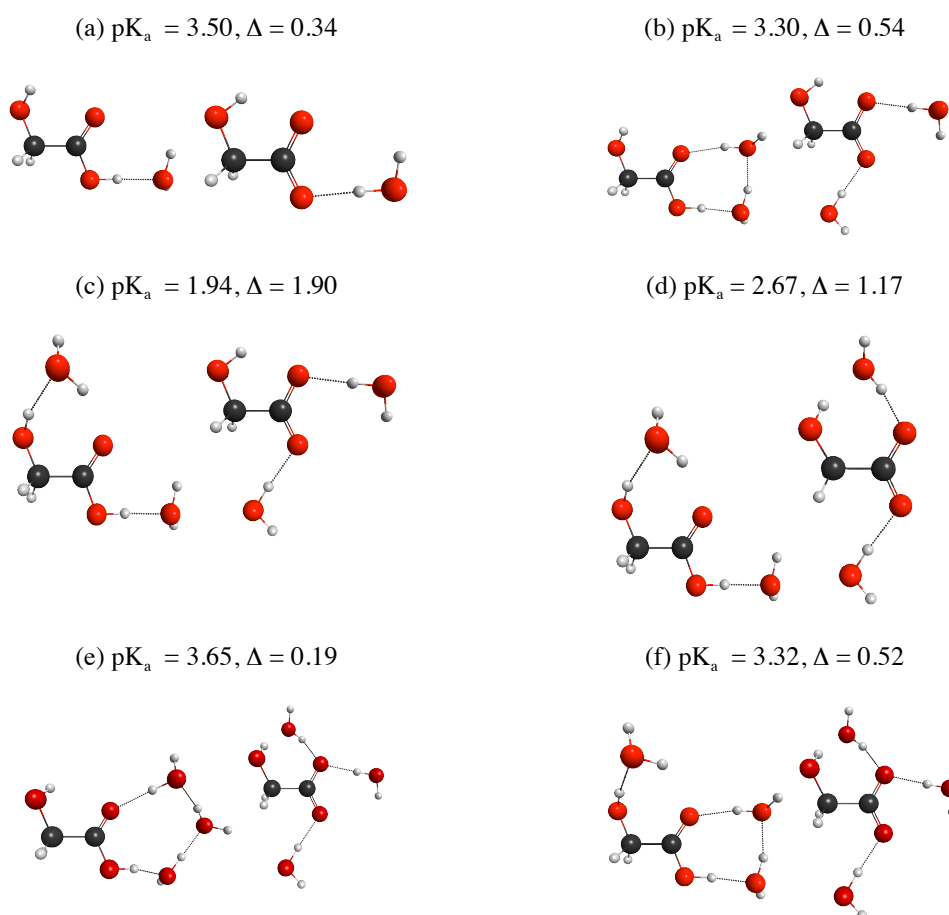 (a) pKₐ = 3.50, Δ = 0.34
(b) pKₐ = 3.30, Δ = 0.54
(c) pKₐ = 1.94, Δ = 1.90
(d) pKₐ = 2.67, Δ = 1.17
(e) pKₐ = 3.65, Δ = 0.19
(f) pKₐ = 3.32, Δ = 0.52